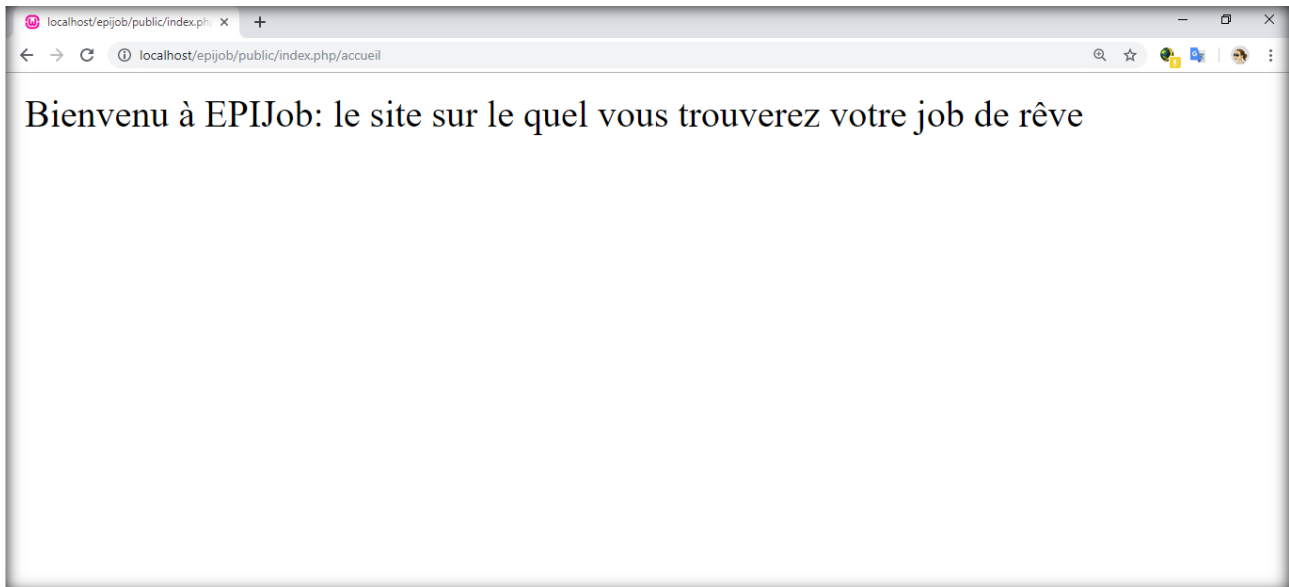 localhost/epijob/public/index.ph
localhost/epijob/public/index.php/accueil
Bienvenu à EPIJob: le site sur le quel vous trouverez votre job de rêve